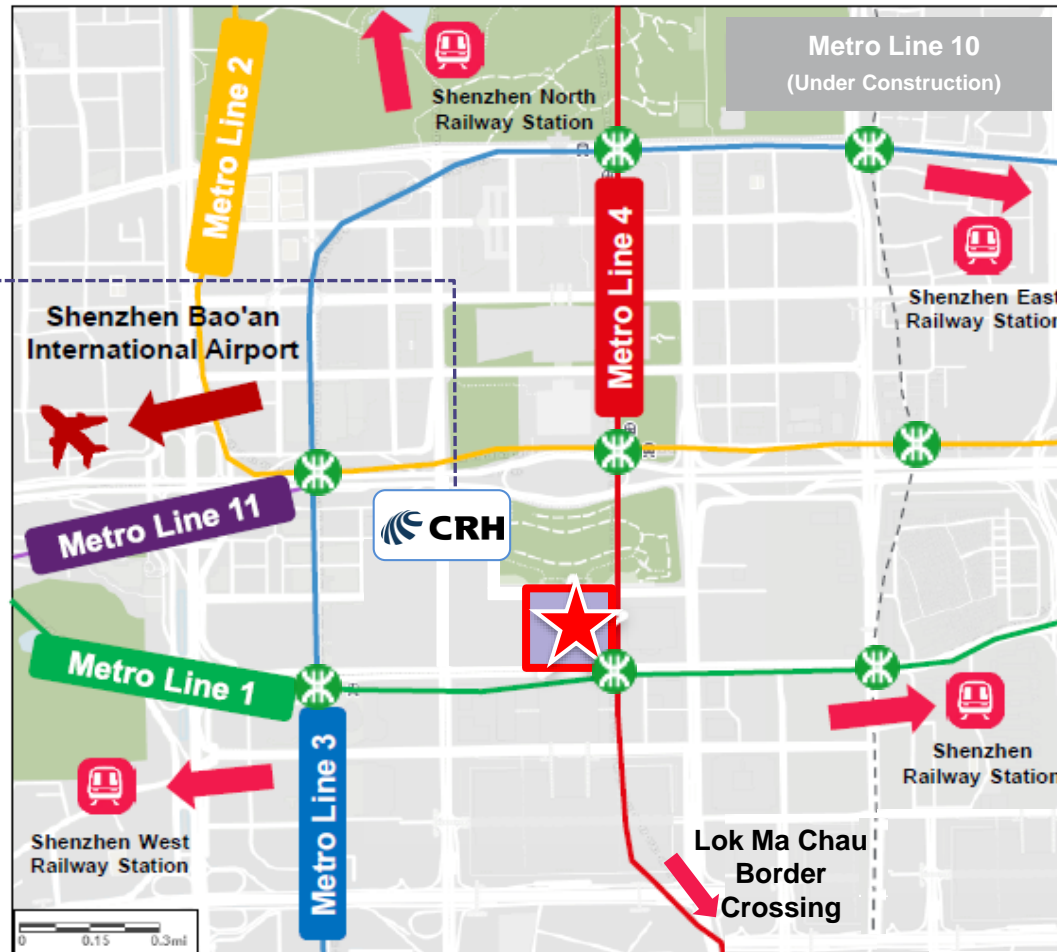 Metro Line 2
Shenzhen North
Railway Station
Metro Line 10
(Under Construction)
Metro Line 4
Shenzhen East
Railway Station
Shenzhen Bao'an
International Airport
Metro Line 11
CRH
Metro Line 1
Metro Line 3
Shenzhen
Railway Station
Shenzhen West
Railway Station
Lok Ma Chau
Border
Crossing
0 0.15 0.3mi